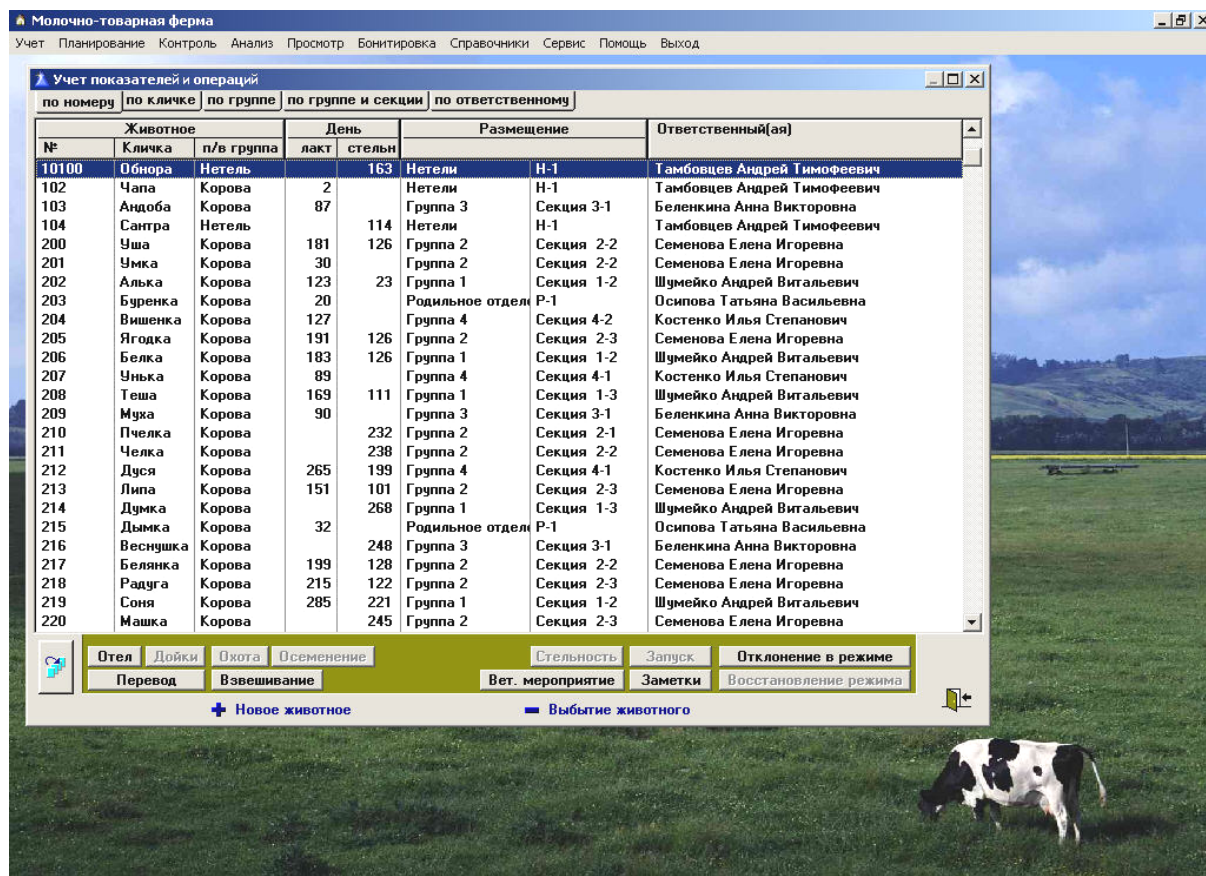 Молочно-товарная ферма
Учет Планирование Контроль Анализ Просмотр Бонитировка Справочники Сервис Помощь Выход
Учет показателей и операций
по номеру по кличке по группе по группе и секции по ответственному
Животное День Размещение Ответственный(ая)
№ Кличка п/в группа лакт стельн
10100 Обнора Нетель 163 Нетели Н-1 Тамбовцев Андрей Тимофеевич
102 Чапа Корова 2 Нетели Н-1 Тамбовцев Андрей Тимофеевич
103 Андоба Корова 87 Группа 3 Секция 3-1 Беленкина Анна Викторовна
104 Сантра Нетель 114 Нетели Н-1 Тамбовцев Андрей Тимофеевич
200 Уша Корова 181 126 Группа 2 Секция 2-2 Семенова Елена Игоревна
201 Умка Корова 30 Группа 2 Секция 2-2 Семенова Елена Игоревна
202 Алька Корова 123 23 Группа 1 Секция 1-2 Шумейко Андрей Витальевич
203 Буренка Корова 20 Родильное отдел Р-1 Осипова Татьяна Васильевна
204 Вишенка Корова 127 Группа 4 Секция 4-2 Костенко Илья Степанович
205 Ягодка Корова 191 126 Группа 2 Секция 2-3 Семенова Елена Игоревна
206 Белка Корова 183 126 Группа 1 Секция 1-2 Шумейко Андрей Витальевич
207 Унька Корова 89 Группа 4 Секция 4-1 Костенко Илья Степанович
208 Теша Корова 169 111 Группа 1 Секция 1-3 Шумейко Андрей Витальевич
209 Муха Корова 90 Группа 3 Секция 3-1 Беленкина Анна Викторовна
210 Пчелка Корова 232 Группа 2 Секция 2-1 Семенова Елена Игоревна
211 Челка Корова 238 Группа 2 Секция 2-2 Семенова Елена Игоревна
212 Дуся Корова 265 199 Группа 4 Секция 4-1 Костенко Илья Степанович
213 Липа Корова 151 101 Группа 2 Секция 2-3 Семенова Елена Игоревна
214 Думка Корова 268 Группа 1 Секция 1-3 Шумейко Андрей Витальевич
215 Дымка Корова 32 Родильное отдел Р-1 Осипова Татьяна Васильевна
216 Веснушка Корова 248 Группа 3 Секция 3-1 Беленкина Анна Викторовна
217 Белянка Корова 199 128 Группа 2 Секция 2-2 Семенова Елена Игоревна
218 Радуга Корова 215 122 Группа 2 Секция 2-3 Семенова Елена Игоревна
219 Соня Корова 285 221 Группа 1 Секция 1-2 Шумейко Андрей Витальевич
220 Машка Корова 245 Группа 2 Секция 2-3 Семенова Елена Игоревна
Отел Дойки Охота Осеменение Стельность Запуск Отклонение в режиме
Перевод Взвешивание Вет. мероприятие Заметки Восстановление режима
Новое животное Выбытие животного